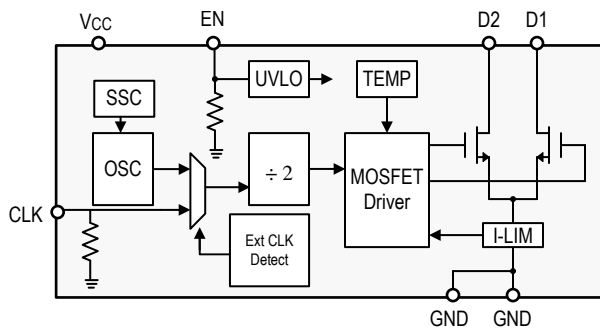 VCC EN D2 D1
SSC UVLO TEMP
OSC ÷ 2 MOSFET
Driver
CLK
Ext CLK
Detect
I-LIM
GND GND